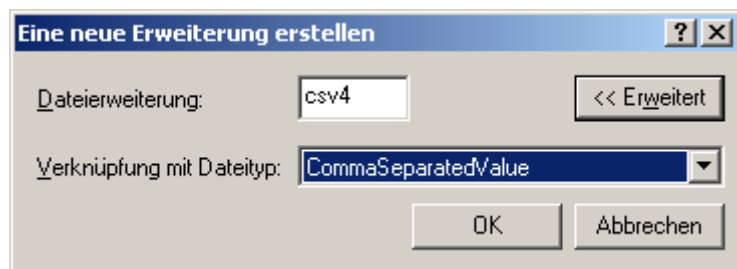 Eine neue Erweiterung erstellen
Dateierweiterung: csv4 << Erweitert
Verknüpfung mit Dateityp: CommaSeparatedValue
OK Abbrechen